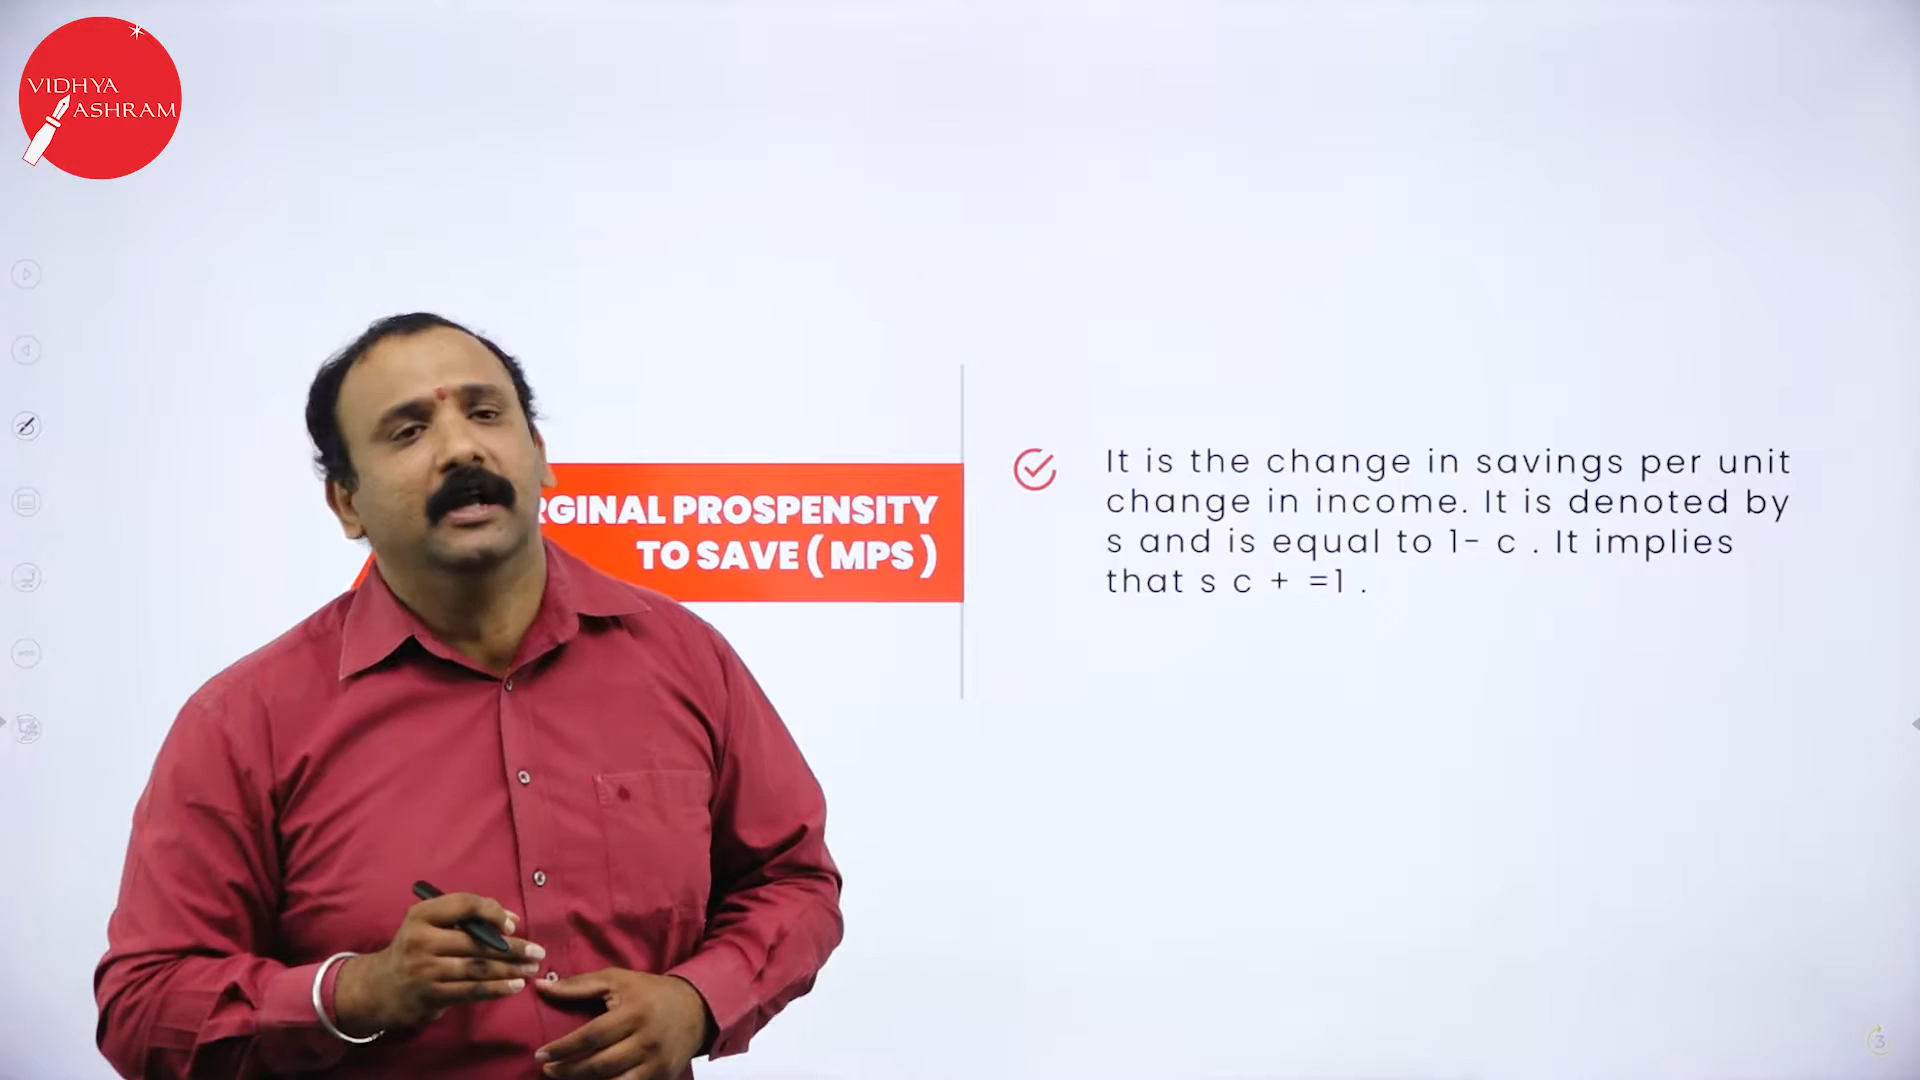 VIDHYA
ASHRAM
RGINAL PROSPENSITY
TO SAVE ( MPS )
It is the change in savings per unit
change in income. It is denoted by
s and is equal to 1- c . It implies
that s c + =1 .
3